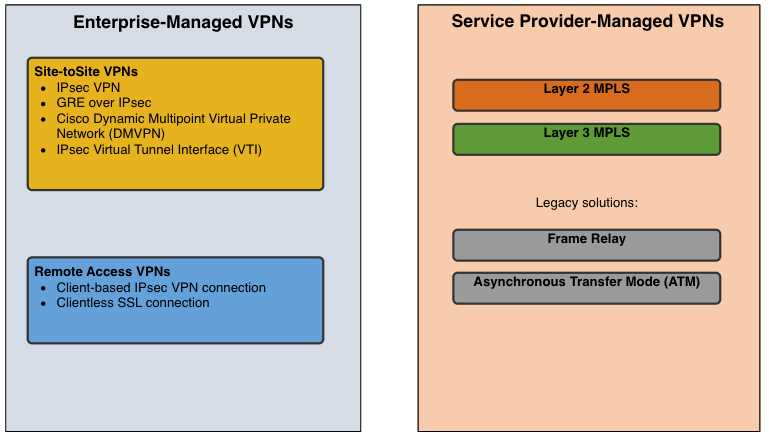 Enterprise-Managed VPNs
Site-toSite VPNs
• IPsec VPN
• GRE over IPsec
• Cisco Dynamic Multipoint Virtual Private
Network (DMVPN)
• IPsec Virtual Tunnel Interface (VTI)
Remote Access VPNs
• Client-based IPsec VPN connection
• Clientless SSL connection
Service Provider-Managed VPNs
Layer 2 MPLS
Layer 3 MPLS
Legacy solutions:
Frame Relay
Asynchronous Transfer Mode (ATM)